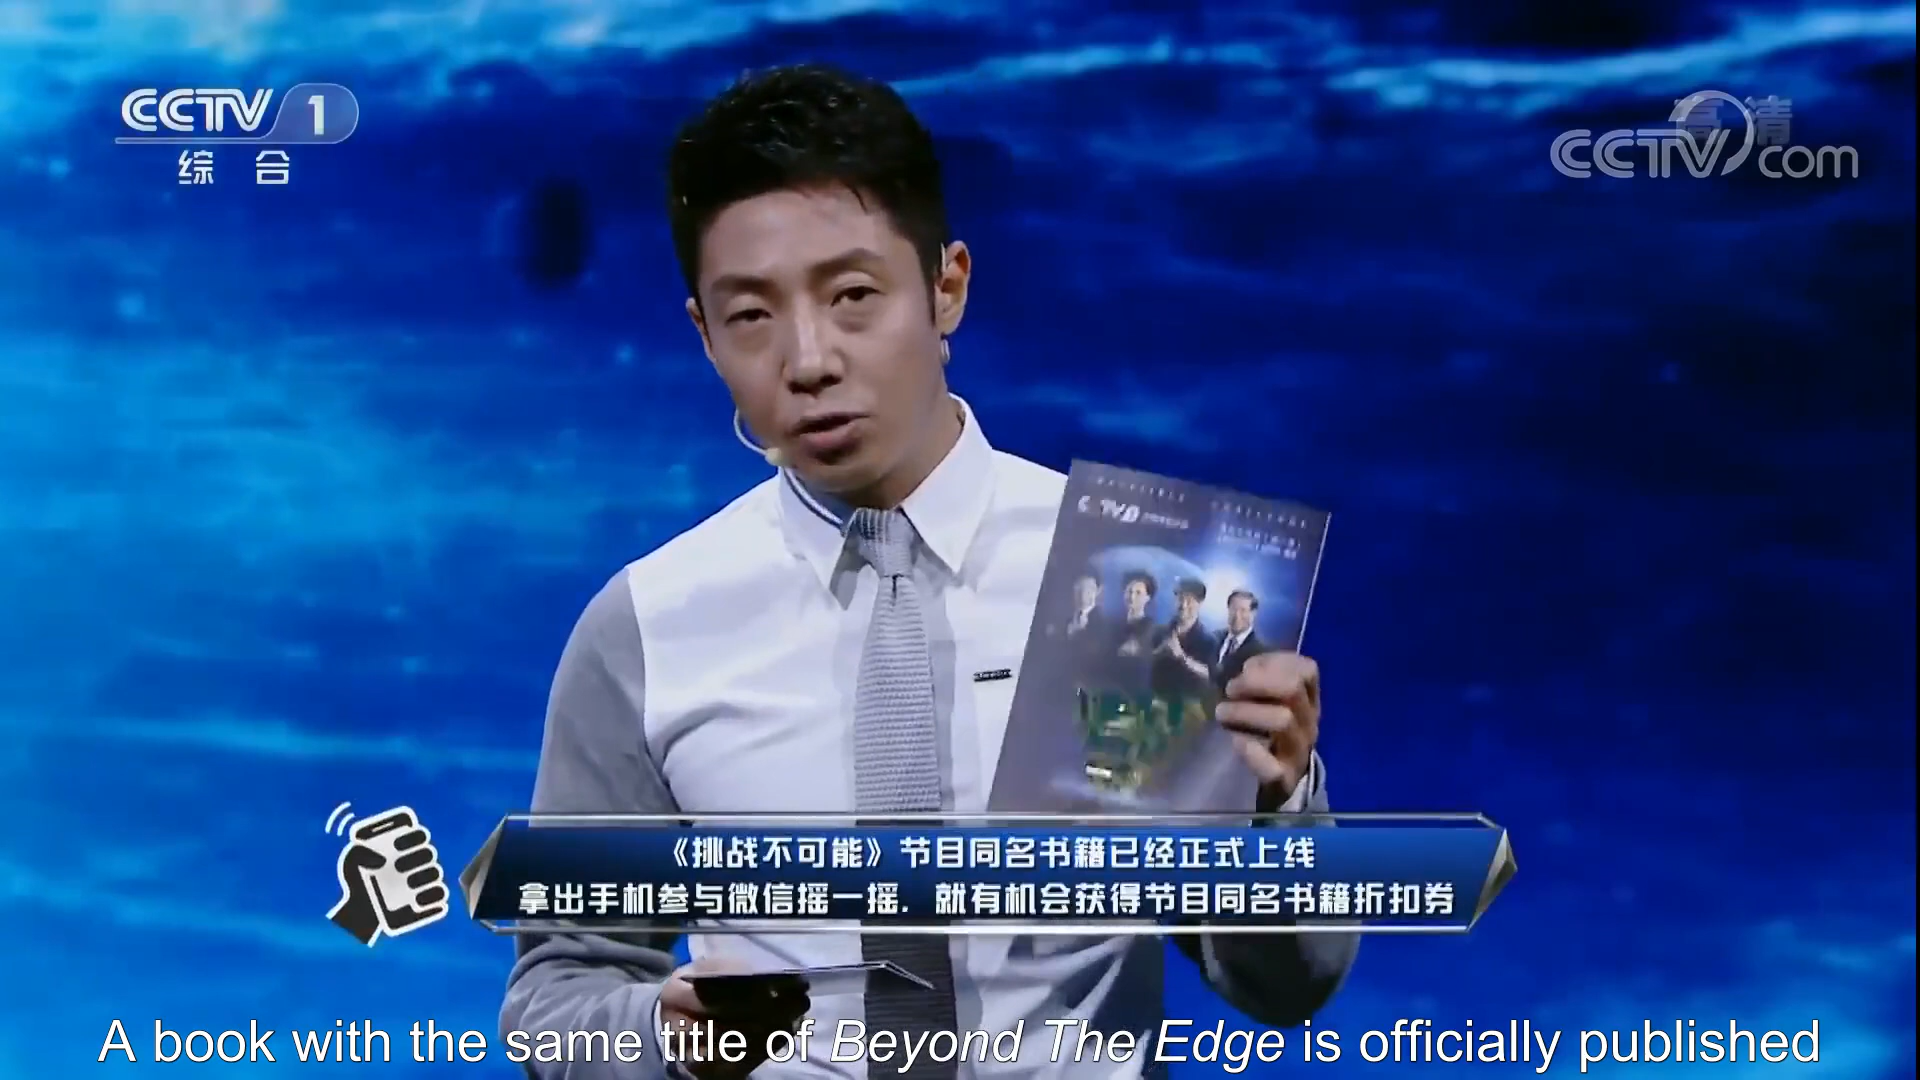 CCTV 1
综合
高清
CCTV com
《挑战不可能》节目同名书籍已经正式上线
拿出手机参与微信摇一摇. 就有机会获得节目同名书籍折扣券
A book with the same title of Beyond The Edge is officially published